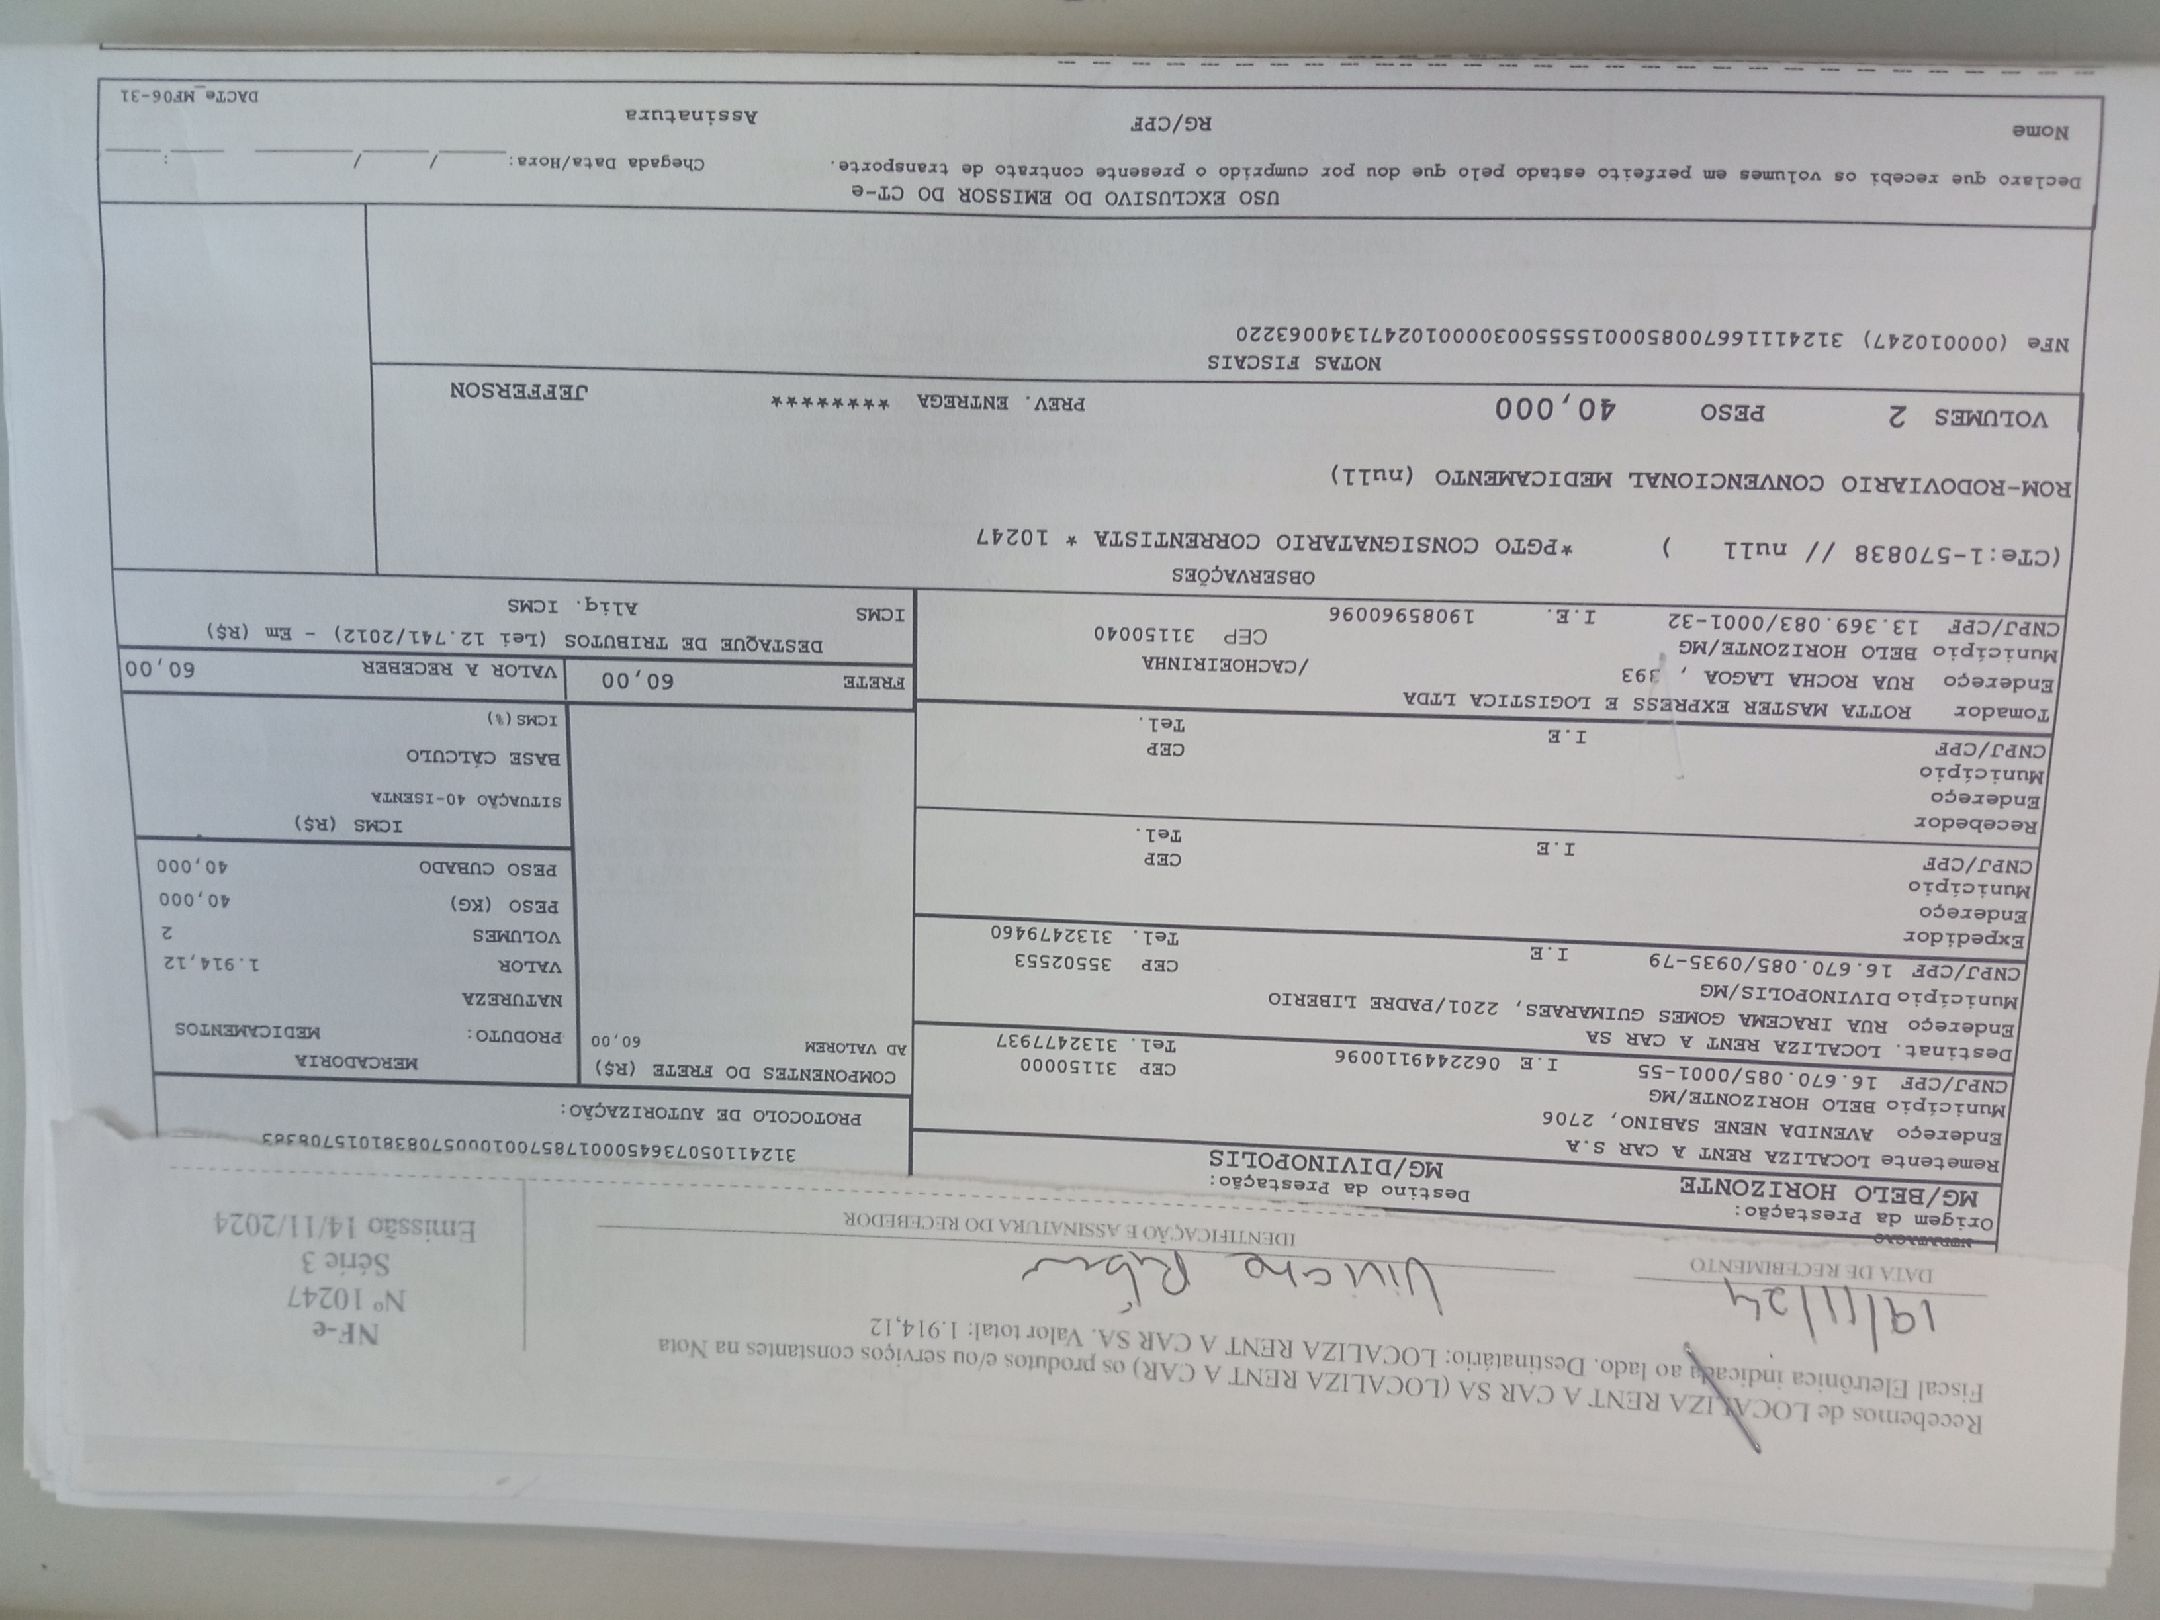 Recebemos de LOCALIZA RENT A CAR SA (LOCALIZA RENT A CAR) os produtos e/ou serviços constantes na Nota
Fiscal Eletrônica indicada ao lado. Destinatário: LOCALIZA RENT A CAR SA. Valor total: 1.914,12
NF-e
Nº 10247
Série 3
Emissão 14/11/2024
19/11/24
DATA DE RECEBIMENTO
Viviane
IDENTIFICAÇÃO E ASSINATURA DO RECEBEDOR
Origem da Prestação:
MG/BELO HORIZONTE
Destino da Prestação:
MG/DIVINOPOLIS
Remetente LOCALIZA RENT A CAR S.A
Endereço AVENIDA NENE SABINO, 2706
Município BELO HORIZONTE/MG CEP 31150000
CNPJ/CPF 16.670.085/0001-55 I.E 0622449110096 Tel. 3132477937
Destinat. LOCALIZA RENT A CAR SA
Endereço RUA IRACEMA GOMES GUIMARAES, 2201/PADRE LIBERIO
Município DIVINOPOLIS/MG CEP 35502553
CNPJ/CPF 16.670.085/0935-79 I.E Tel. 3132479460
Expedidor
Endereço
Município CEP
CNPJ/CPF I.E Tel.
Recebedor
Endereço
Município CEP
CNPJ/CPF I.E Tel.
Tomador ROTTA MASTER EXPRESS E LOGISTICA LTDA
Endereço RUA ROCHA LAGOA , 393 /CACHOEIRINHA
Município BELO HORIZONTE/MG CEP 31150040
CNPJ/CPF 13.369.083/0001-32 I.E. 19085960096
PROTOCOLO DE AUTORIZAÇÃO:
COMPONENTES DO FRETE (R$)
AD VALOREM 60,00
MERCADORIA
PRODUTO: MEDICAMENTOS
NATUREZA
VALOR 1.914,12
VOLUMES 2
PESO (KG) 40,000
PESO CUBADO 40,000
ICMS (R$)
SITUAÇÃO 40-ISENTA
BASE CÁLCULO
ICMS(%)
FRETE 60,00
VALOR A RECEBER 60,00
DESTAQUE DE TRIBUTOS (Lei 12.741/2012) - Em (R$)
ICMS Aliq. ICMS
OBSERVAÇÕES
(CTe:1-570838 // null ) *PGTO CONSIGNATARIO CORRENTISTA * 10247
ROM-RODOVIARIO CONVENCIONAL MEDICAMENTO (null)
VOLUMES 2 PESO 40,000 PREV. ENTREGA ******** JEFFERSON
NOTAS FISCAIS
NFe (000010247) 31241116670085000155550030000102471340063220
USO EXCLUSIVO DO EMISSOR DO CT-e
Declaro que recebi os volumes em perfeito estado pelo que dou por cumprido o presente contrato de transporte.
Chegada Data/Hora: ____/____/____ ___:___
Nome RG/CPF Assinatura
DACTe_MF06-31